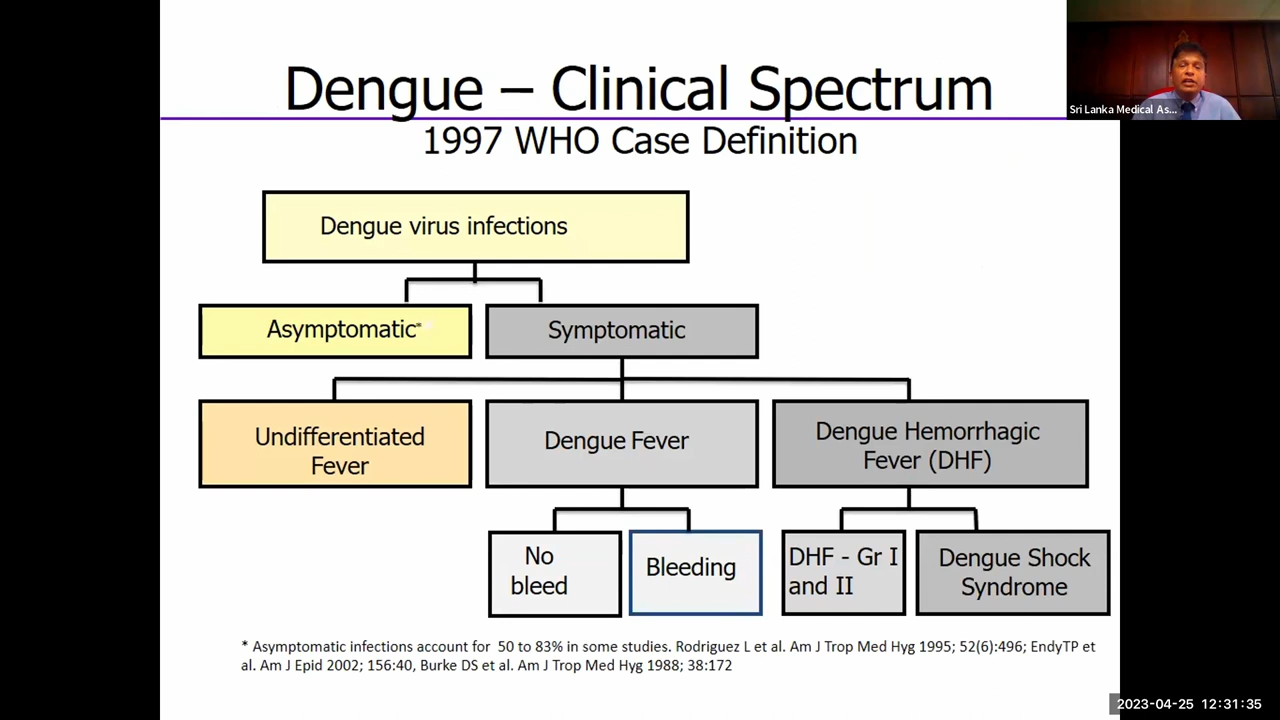 Dengue – Clinical Spectrum
Sri Lanka Medical As...
1997 WHO Case Definition
Dengue virus infections
Asymptomatic*
Symptomatic
Undifferentiated
Fever
Dengue Fever
Dengue Hemorrhagic
Fever (DHF)
No
bleed
Bleeding
DHF - Gr I
and II
Dengue Shock
Syndrome
* Asymptomatic infections account for 50 to 83% in some studies. Rodriguez L et al. Am J Trop Med Hyg 1995; 52(6):496; EndyTP et
al. Am J Epid 2002; 156:40, Burke DS et al. Am J Trop Med Hyg 1988; 38:172
2023-04-25 12:31:35